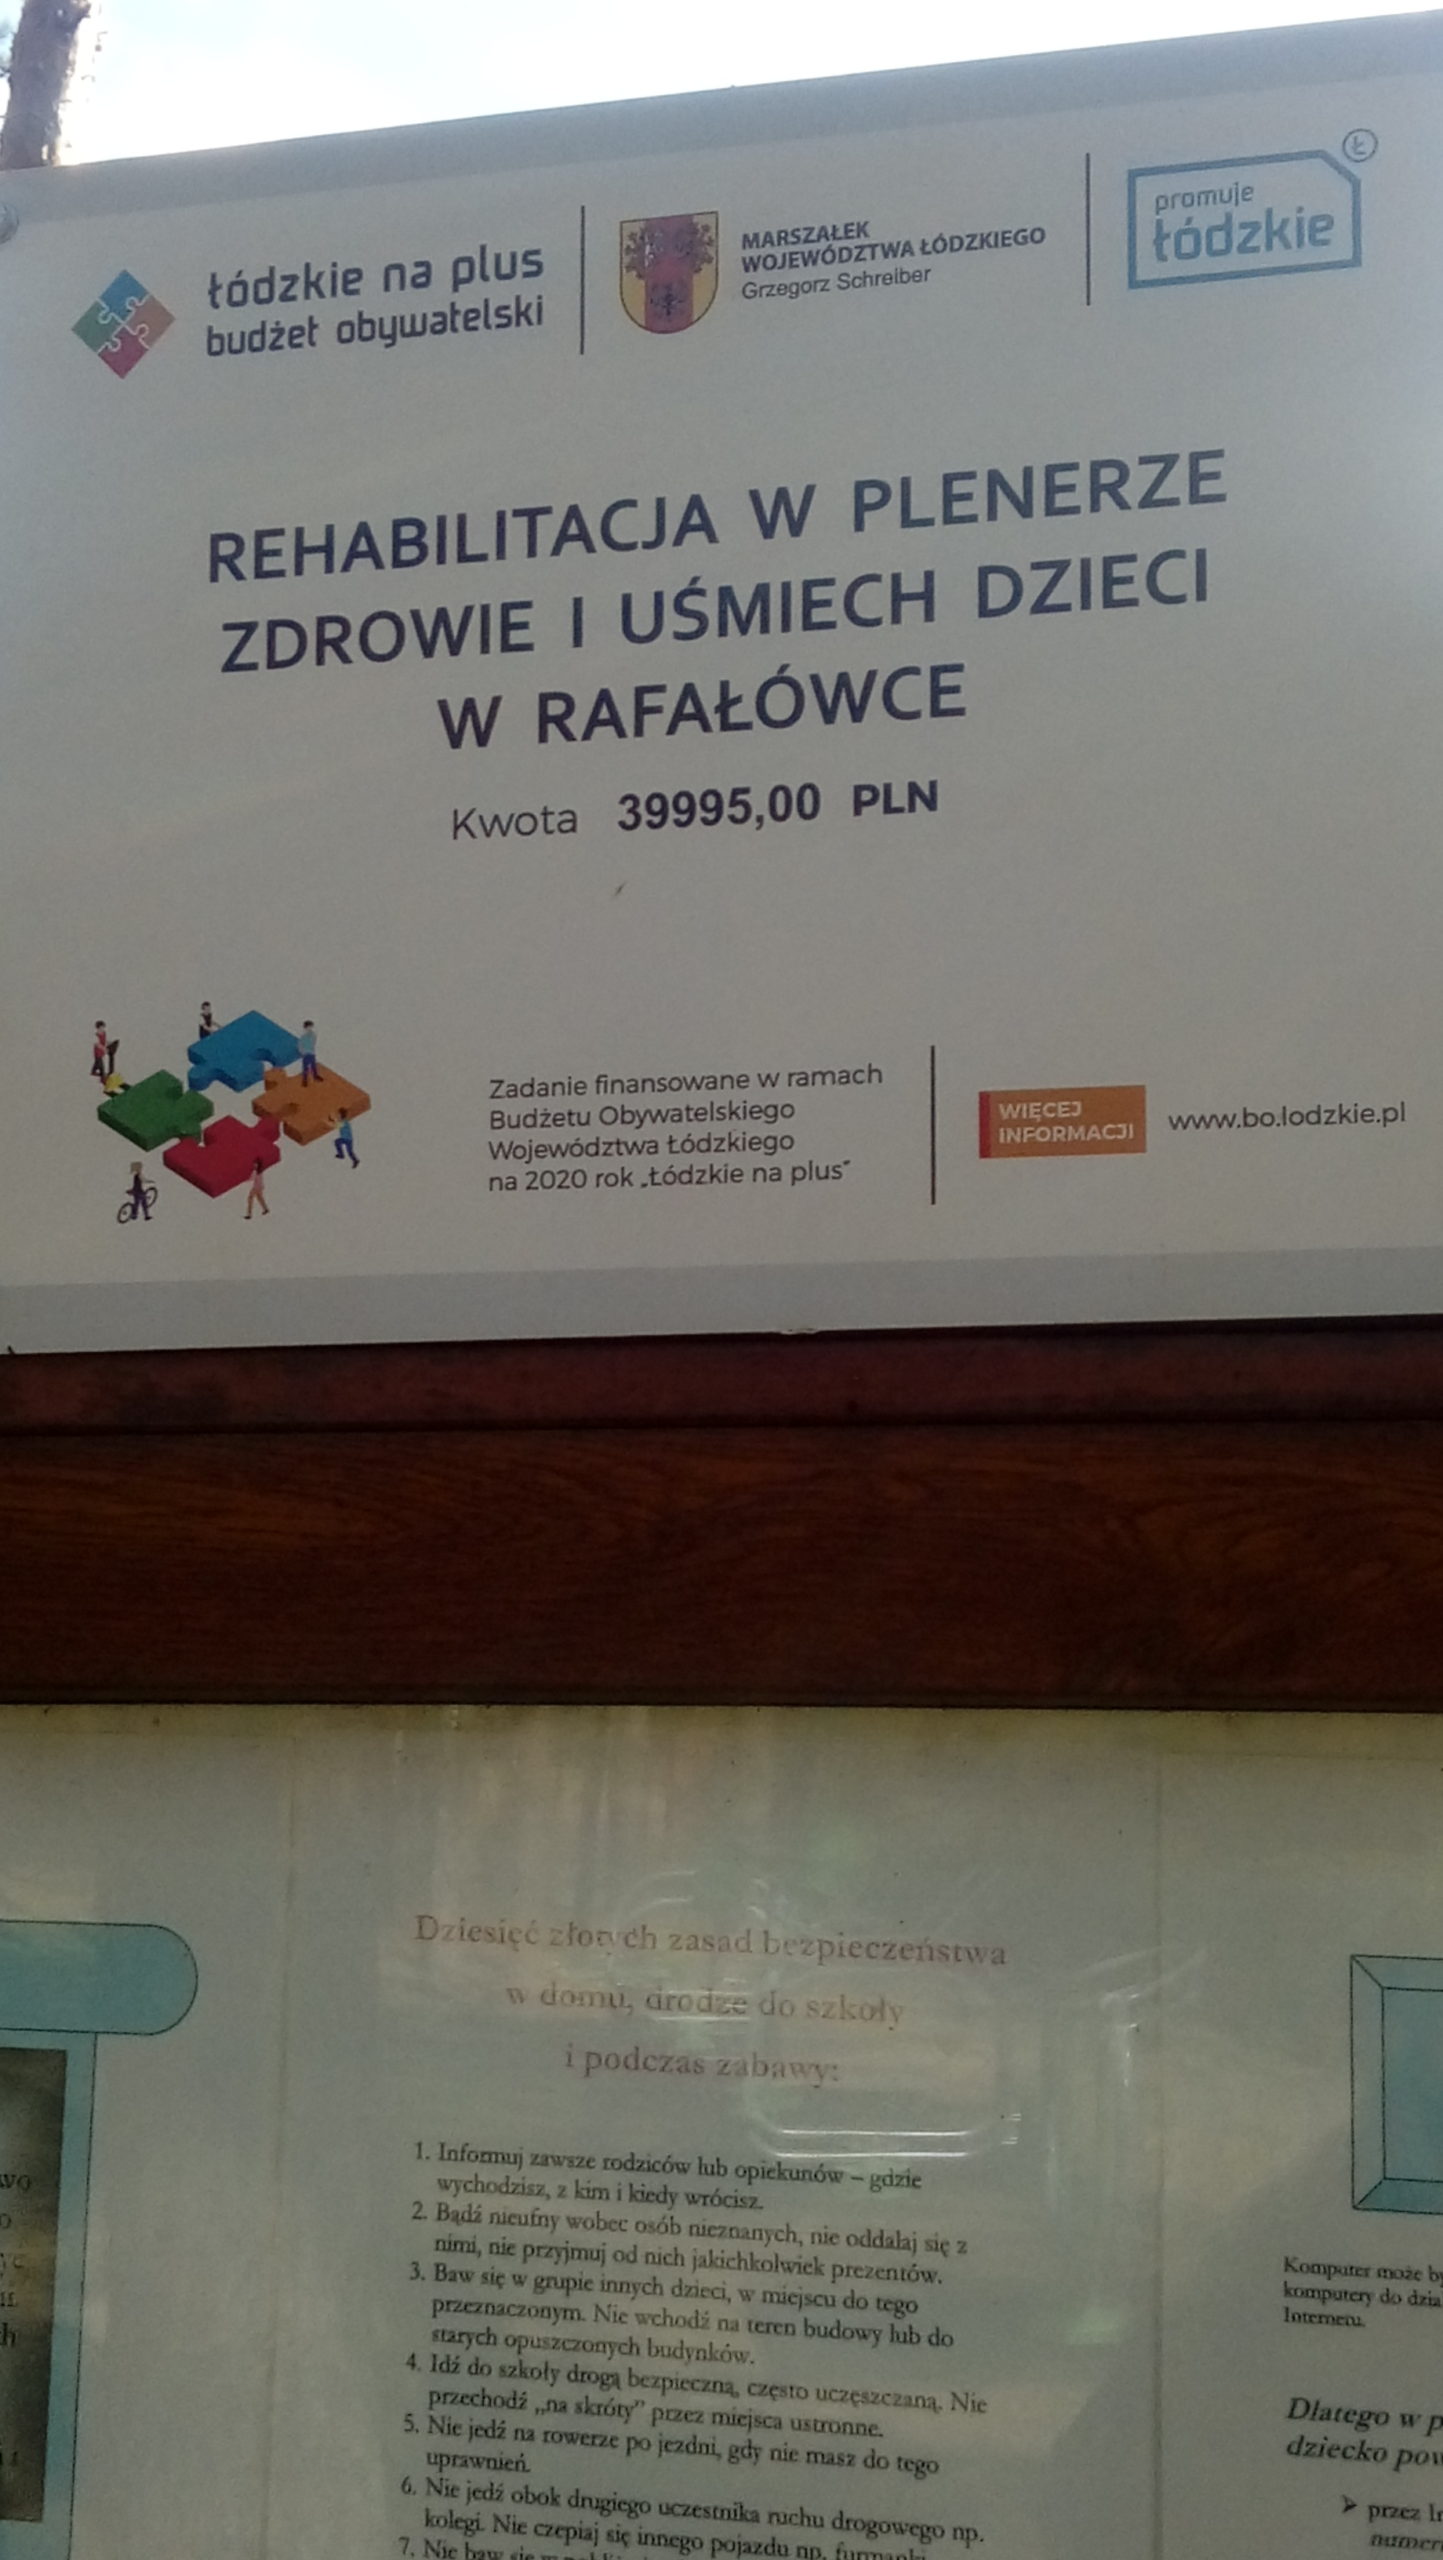 łódzkie na plus
budżet obywatelski
MARSZAŁEK
WOJEWÓDZTWA ŁÓDZKIEGO
Grzegorz Schreiber
promuje
łódzkie
Ł
REHABILITACJA W PLENERZE
ZDROWIE I UŚMIECH DZIECI
W RAFAŁÓWCE
Kwota 39995,00 PLN
Zadanie finansowane w ramach
Budżetu Obywatelskiego
Województwa Łódzkiego
na 2020 rok „Łódzkie na plus"
WIĘCEJ
INFORMACJI
www.bo.lodzkie.pl
Dziesięć złotych zasad bezpieczeństwa
w domu, drodze do szkoły
i podczas zabawy:
1. Informuj zawsze rodziców lub opiekunów – gdzie
wychodzisz, z kim i kiedy wrócisz.
2. Bądź nieufny wobec osób nieznanych, nie oddalaj się z
nimi, nie przyjmuj od nich jakichkolwiek prezentów.
3. Baw się w grupie innych dzieci, w miejscu do tego
przeznaczonym. Nie wchodź na teren budowy lub do
starych opuszczonych budynków.
4. Idź do szkoły drogą bezpieczną, często uczęszczaną. Nie
przechodź „na skróty” przez miejsca ustronne.
5. Nie jedź na rowerze po jezdni, gdy nie masz do tego
uprawnień.
6. Nie jedź obok drugiego uczestnika ruchu drogowego np.
kolegi. Nie czepiaj się innego pojazdu np. furmanki
7. Nie baw się w
Komputer może
komputery do
Internetu.
Dlatego w
dziecko
➢ przez